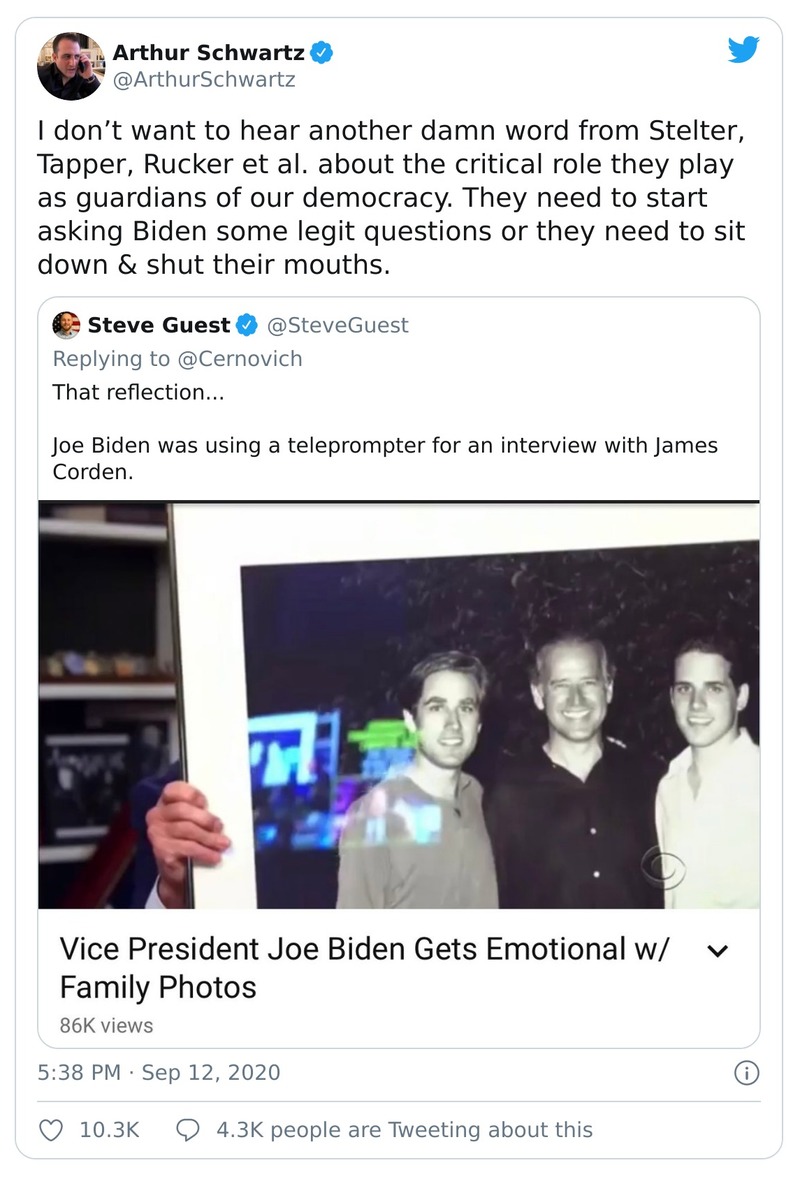 Arthur Schwartz
@ArthurSchwartz
I don’t want to hear another damn word from Stelter,
Tapper, Rucker et al. about the critical role they play
as guardians of our democracy. They need to start
asking Biden some legit questions or they need to sit
down & shut their mouths.
Steve Guest @SteveGuest
Replying to @Cernovich
That reflection...
Joe Biden was using a teleprompter for an interview with James
Corden.
Vice President Joe Biden Gets Emotional w/
Family Photos
86K views
5:38 PM · Sep 12, 2020
10.3K 4.3K people are Tweeting about this